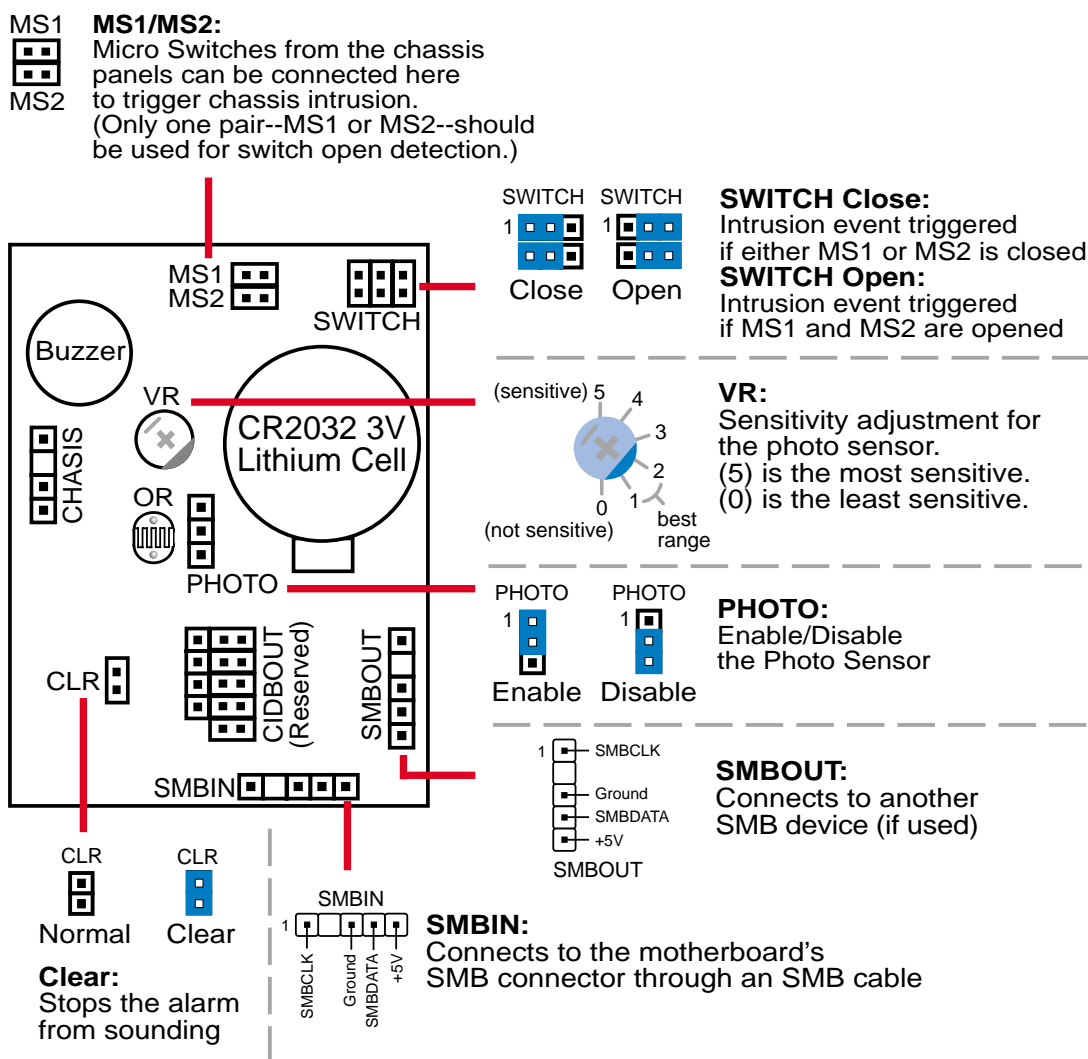 MS1
MS2
MS1/MS2:
Micro Switches from the chassis
panels can be connected here
to trigger chassis intrusion.
(Only one pair--MS1 or MS2--should
be used for switch open detection.)
MS1
MS2
SWITCH
Buzzer
VR
CR2032 3V
Lithium Cell
CHASIS
OR
PHOTO
CLR
CIDBOUT
(Reserved)
SMBOUT
SMBIN
SWITCH
1
Close
SWITCH
1
Open
SWITCH Close:
Intrusion event triggered
if either MS1 or MS2 is closed
SWITCH Open:
Intrusion event triggered
if MS1 and MS2 are opened
(sensitive) 5
4
3
2
1
0
(not sensitive)
best
range
VR:
Sensitivity adjustment for
the photo sensor.
(5) is the most sensitive.
(0) is the least sensitive.
PHOTO
1
Enable
PHOTO
1
Disable
PHOTO:
Enable/Disable
the Photo Sensor
1
SMBCLK
Ground
SMBDATA
+5V
SMBOUT
SMBOUT:
Connects to another
SMB device (if used)
CLR
Normal
CLR
Clear
Clear:
Stops the alarm
from sounding
SMBIN
1
SMBCLK
Ground
SMBDATA
+5V
SMBIN:
Connects to the motherboard's
SMB connector through an SMB cable